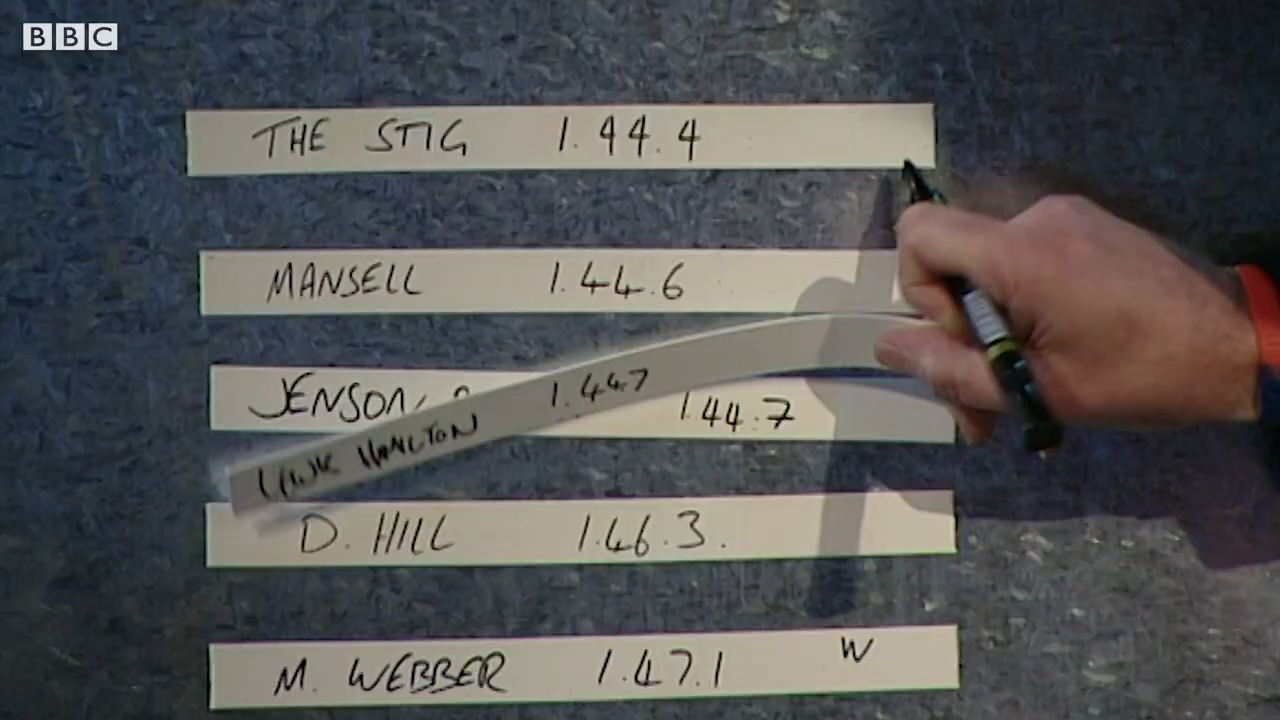 BBC
THE STIG 1.44.4
MANSELL 1.44.6
JENSON 1.44.7
HAMILTON 1.44.7
D. HILL 1.46.3.
M. WEBBER 1.47.1 W